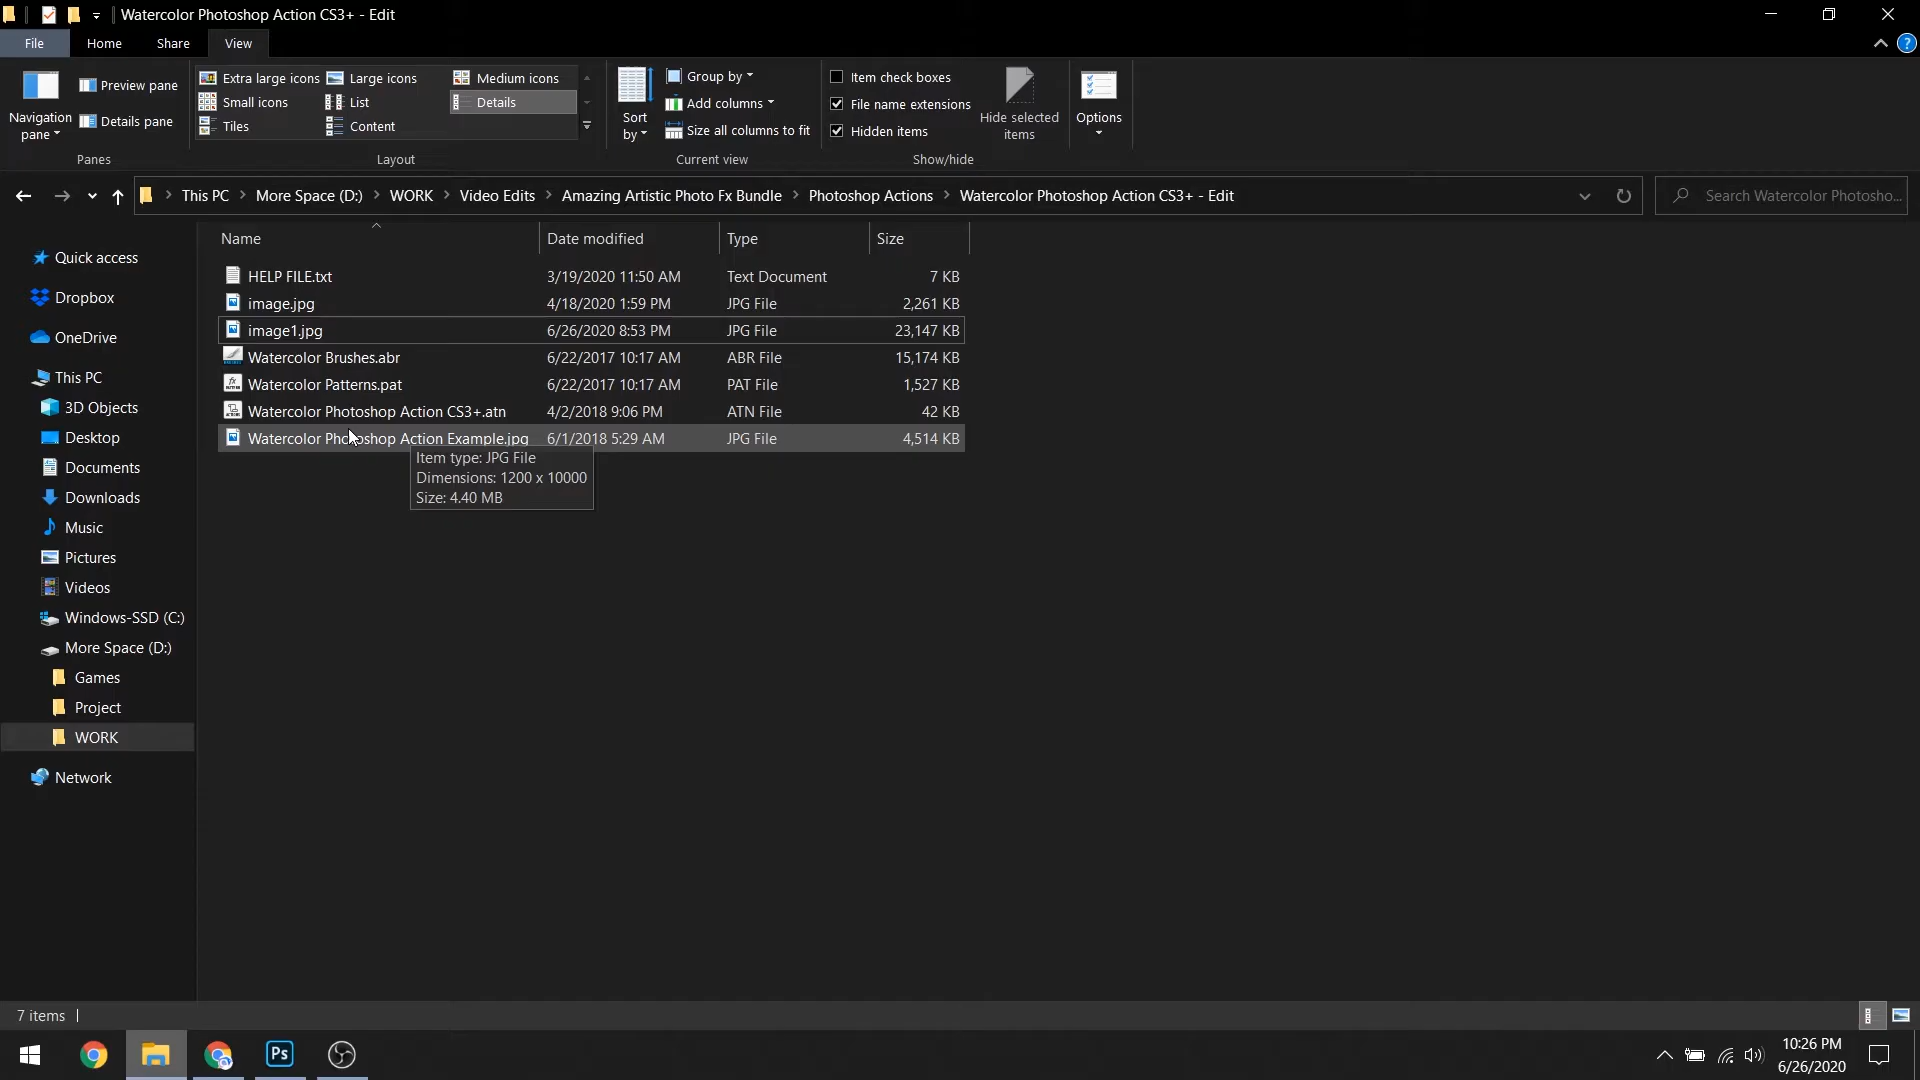 Watercolor Photoshop Action CS3+ - Edit
File Home Share View
Navigation pane
Preview pane
Details pane
Panes
Extra large icons Large icons Medium icons
Small icons List Details
Tiles Content
Layout
Sort by
Group by
Add columns
Size all columns to fit
Current view
Item check boxes
File name extensions
Hidden items
Hide selected items
Show/hide
Options
This PC > More Space (D:) > WORK > Video Edits > Amazing Artistic Photo Fx Bundle > Photoshop Actions > Watercolor Photoshop Action CS3+ - Edit
Search Watercolor Photosho...
Name Date modified Type Size
HELP FILE.txt 3/19/2020 11:50 AM Text Document 7 KB
image.jpg 4/18/2020 1:59 PM JPG File 2,261 KB
image1.jpg 6/26/2020 8:53 PM JPG File 23,147 KB
Watercolor Brushes.abr 6/22/2017 10:17 AM ABR File 15,174 KB
Watercolor Patterns.pat 6/22/2017 10:17 AM PAT File 1,527 KB
Watercolor Photoshop Action CS3+.atn 4/2/2018 9:06 PM ATN File 42 KB
Watercolor Photoshop Action Example.jpg 6/1/2018 5:29 AM JPG File 4,514 KB
Item type: JPG File
Dimensions: 1200 x 10000
Size: 4.40 MB
Quick access
Dropbox
OneDrive
This PC
3D Objects
Desktop
Documents
Downloads
Music
Pictures
Videos
Windows-SSD (C:)
More Space (D:)
Games
Project
WORK
Network
7 items
Ps
10:26 PM
6/26/2020